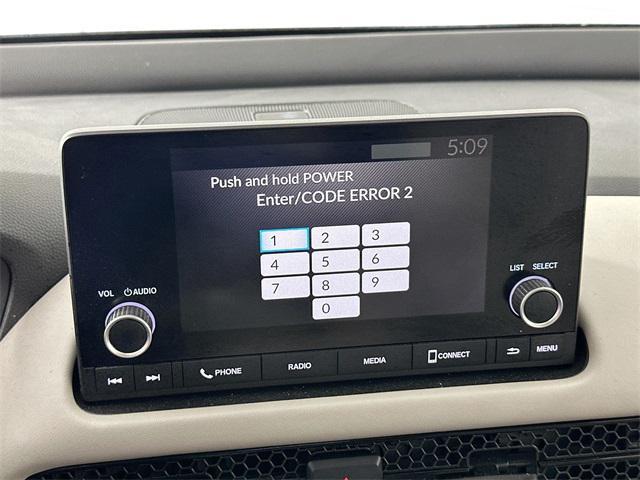 5:09
Push and hold POWER
Enter/CODE ERROR 2
1 2 3
4 5 6
7 8 9
0
VOL AUDIO
LIST SELECT
PHONE RADIO MEDIA CONNECT MENU